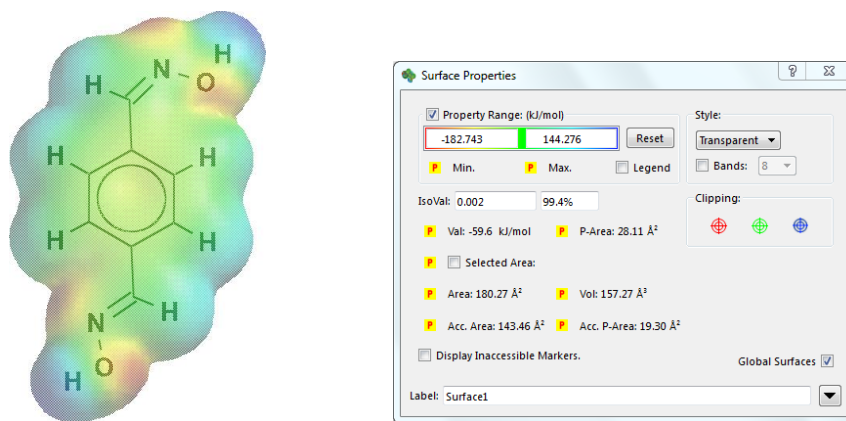 H
N
O
H
H
H
H
H
N
H
O
H
Surface Properties
Property Range: (kJ/mol)
-182.743 144.276 Reset
P Min. P Max. Legend
Style:
Transparent
Bands: 8
IsoVal: 0.002 99.4%
Clipping:
P Val: -59.6 kJ/mol P P-Area: 28.11 Å²
P Selected Area:
P Area: 180.27 Å² P Vol: 157.27 Å³
P Acc. Area: 143.46 Å² P Acc. P-Area: 19.30 Å²
Display Inaccessible Markers.
Global Surfaces
Label: Surface1